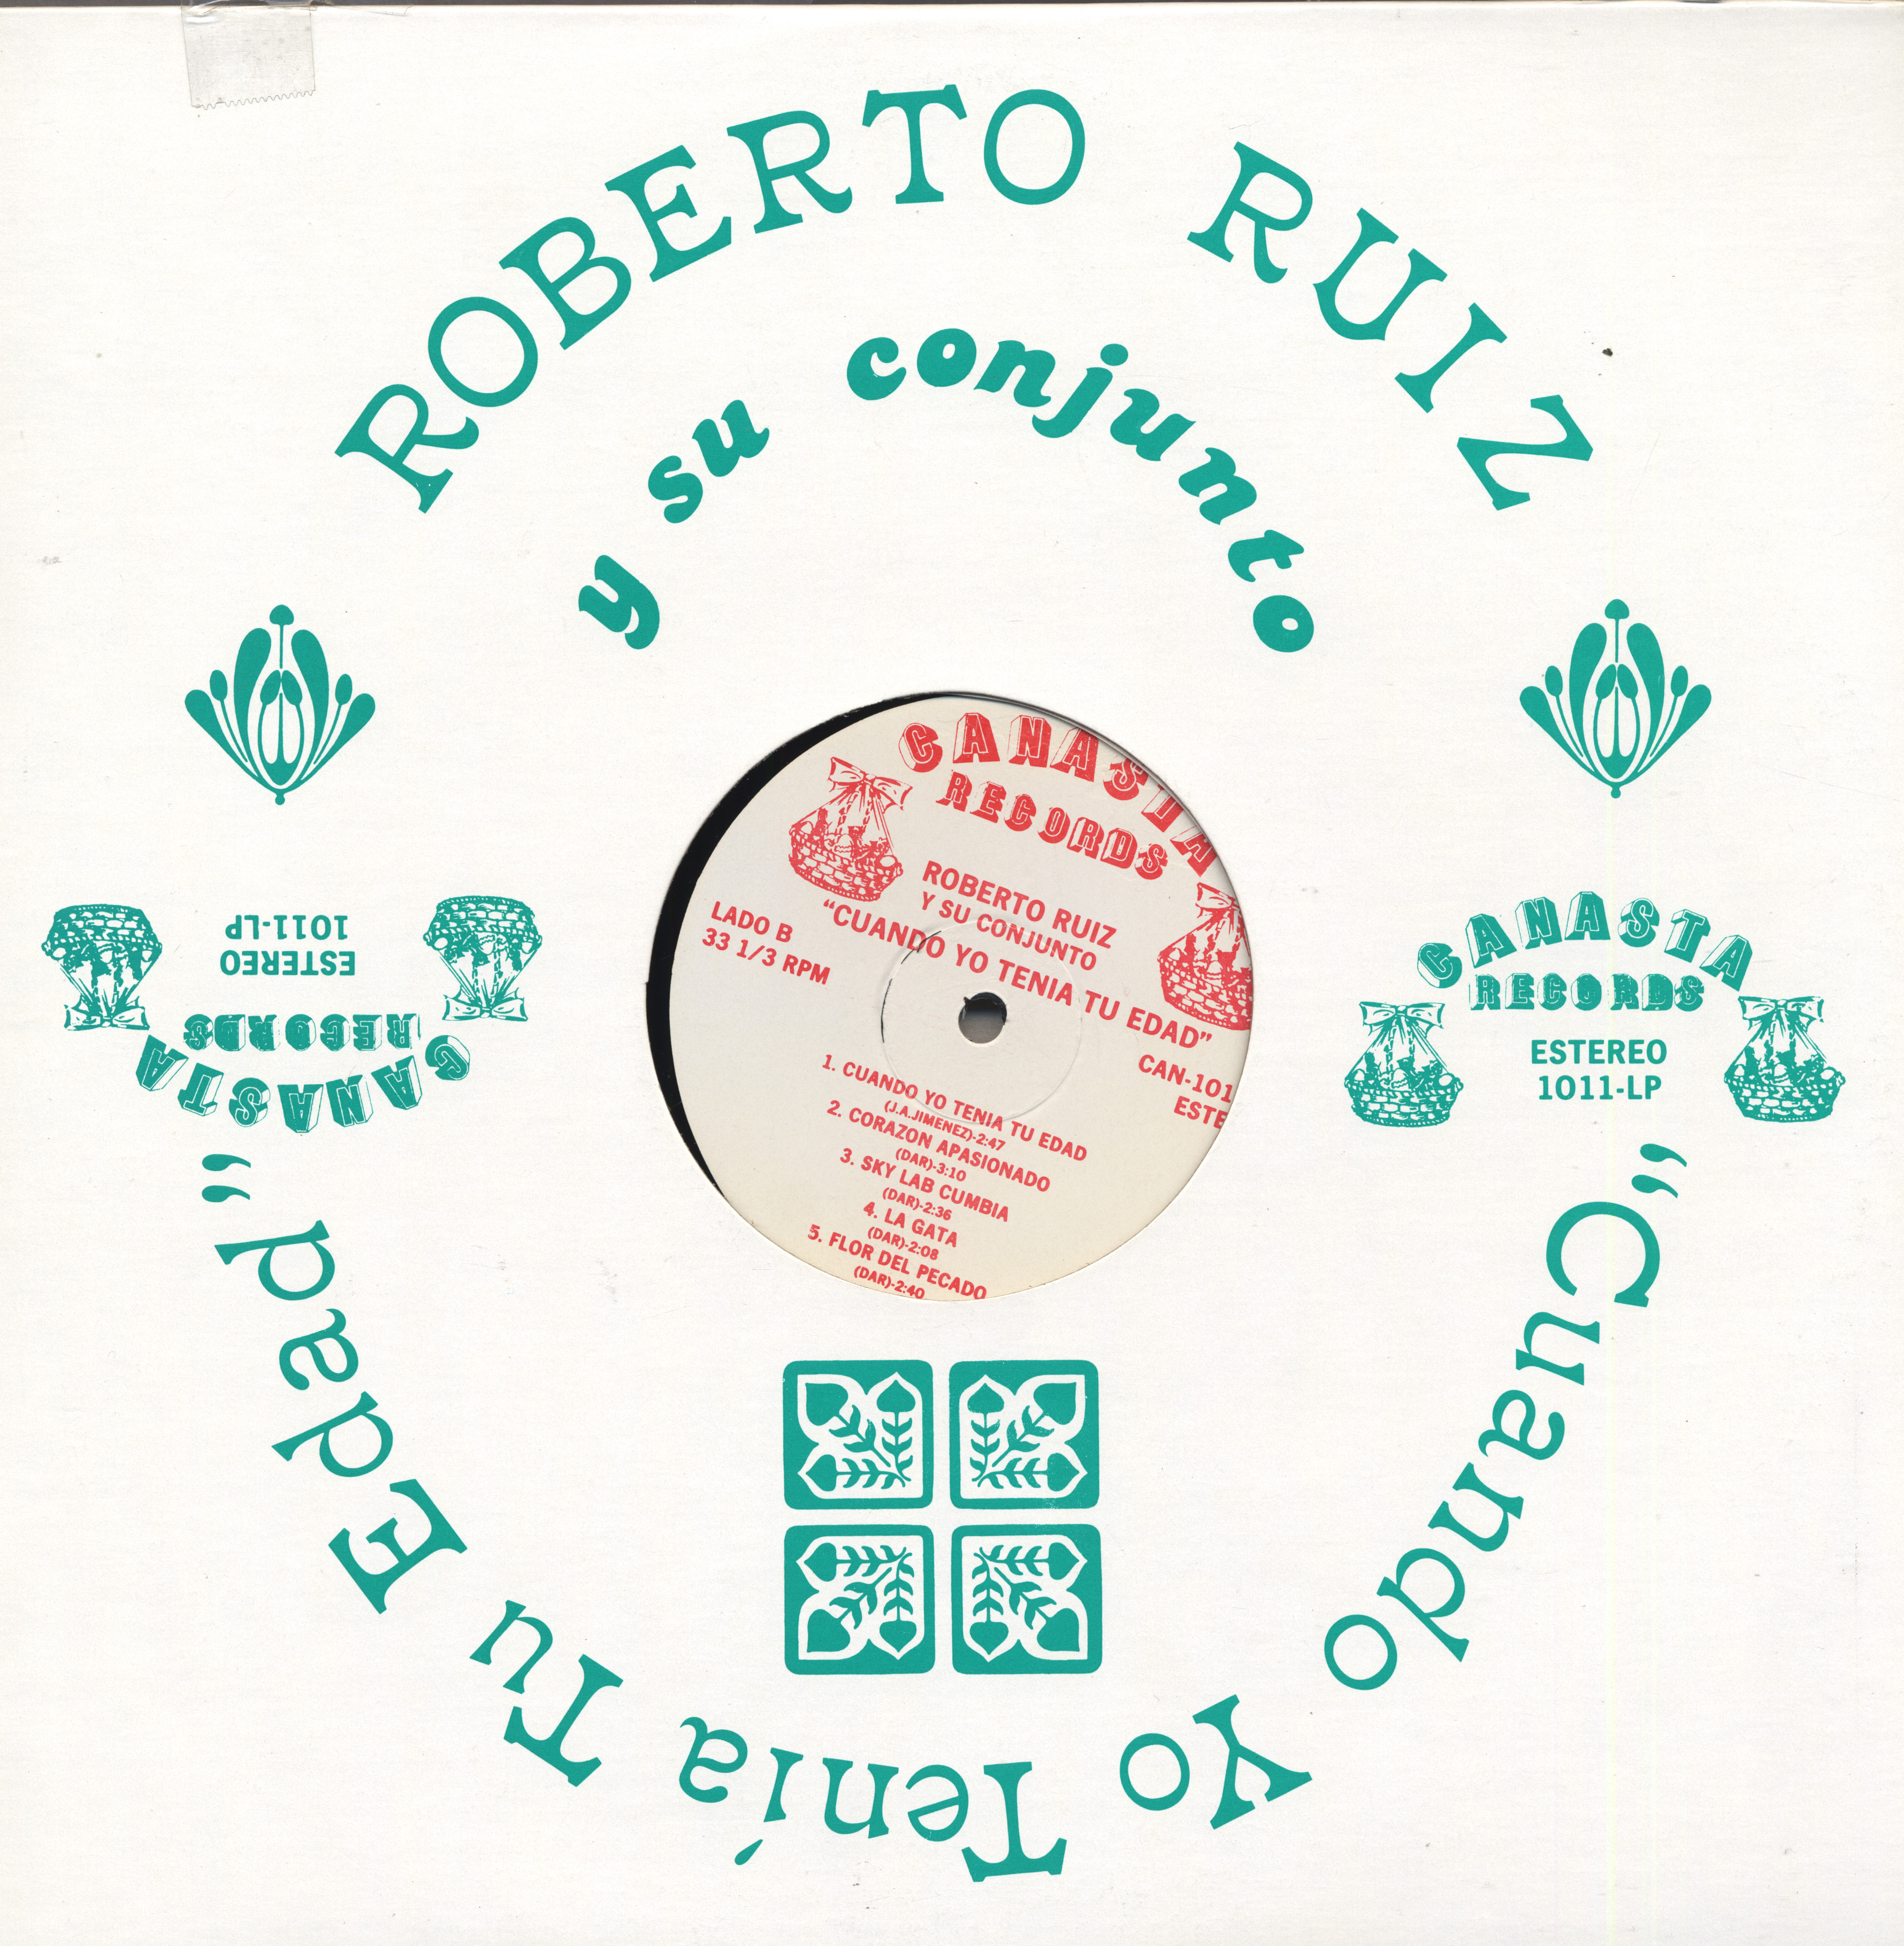 ROBERTO RUIZ
y su conjunto
CANASTA
RECORDS
ROBERTO RUIZ
Y SU CONJUNTO
"CUANDO YO TENIA TU EDAD"
LADO B
33 1/3 RPM
CAN-101
ESTE
1. CUANDO YO TENIA TU EDAD
(J.A.JIMENEZ)-2:47
2. CORAZON APASIONADO
(DAR)-3:10
3. SKY LAB CUMBIA
(DAR)-2:36
4. LA GATA
(DAR)-2:08
5. FLOR DEL PECADO
(DAR)-2:40
CANASTA
RECORDS
ESTEREO
1011-LP
CANASTA
RECORDS
ESTEREO
1011-LP
"Cuando Yo Tenía Tu Edad"